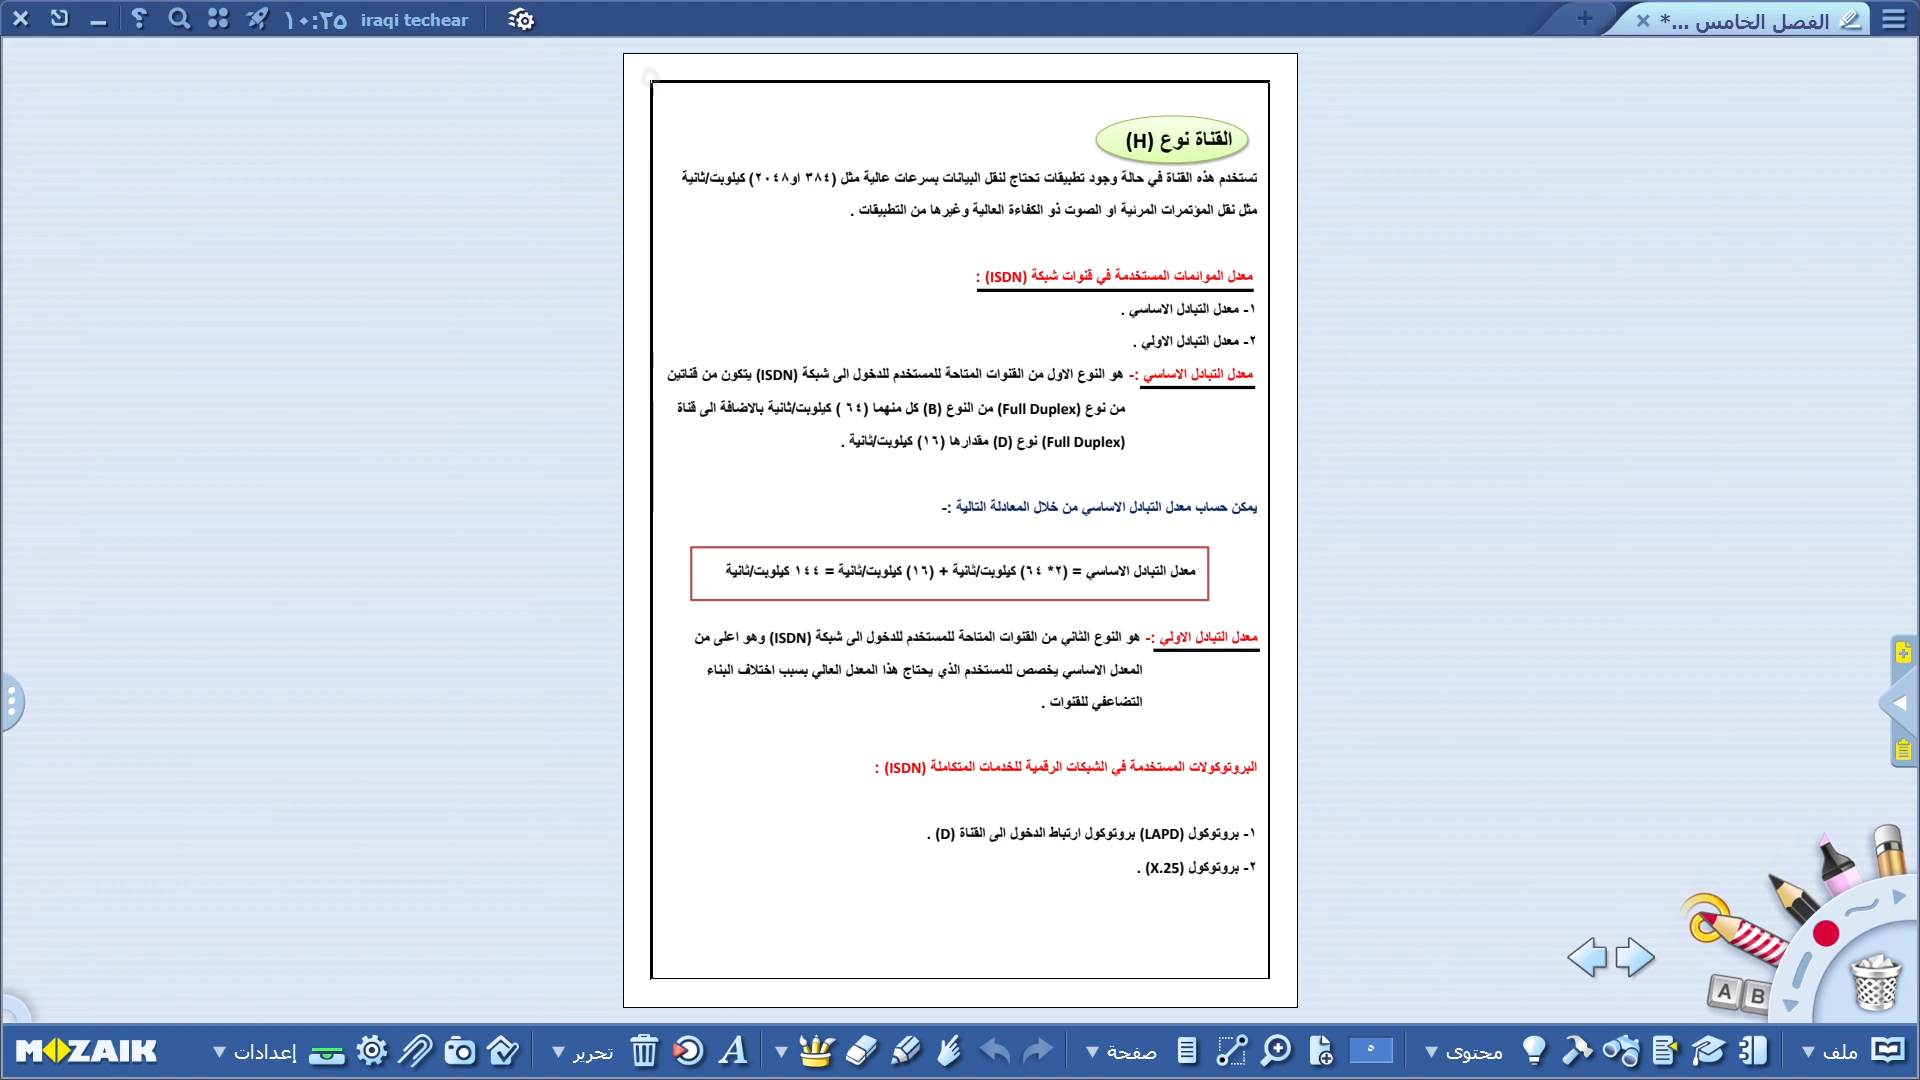 الفصل الخامس ...*
iraqi techear
١٠:٢٥
القناة نوع (H)
تستخدم هذه القناة في حالة وجود تطبيقات تحتاج لنقل البيانات بسرعات عالية مثل (٣٨٤ او٢٠٤٨) كيلوبت/ثانية
مثل نقل المؤتمرات المرئية او الصوت ذو الكفاءة العالية وغيرها من التطبيقات .
معدل الموائمات المستخدمة في قنوات شبكة (ISDN) :
١- معدل التبادل الاساسي .
٢- معدل التبادل الاولي .
معدل التبادل الاساسي :- هو النوع الاول من القنوات المتاحة للمستخدم للدخول الى شبكة (ISDN) يتكون من قناتين
من نوع (Full Duplex) من النوع (B) كل منهما (٦٤ ) كيلوبت/ثانية بالاضافة الى قناة
(Full Duplex) نوع (D) مقدارها (١٦) كيلوبت/ثانية .
يمكن حساب معدل التبادل الاساسي من خلال المعادلة التالية :-
معدل التبادل الاساسي = (٢* ٦٤) كيلوبت/ثانية + (١٦) كيلوبت/ثانية = ١٤٤ كيلوبت/ثانية
معدل التبادل الاولي :- هو النوع الثاني من القنوات المتاحة للمستخدم للدخول الى شبكة (ISDN) وهو اعلى من
المعدل الاساسي يخصص للمستخدم الذي يحتاج هذا المعدل العالي بسبب اختلاف البناء
التضاعفي للقنوات .
البروتوكولات المستخدمة في الشبكات الرقمية للخدمات المتكاملة (ISDN) :
١- بروتوكول (LAPD) بروتوكول ارتباط الدخول الى القناة (D) .
٢- بروتوكول (X.25) .
A B
ملف
محتوى
٥
صفحة
تحرير
إعدادات
MOZAIK